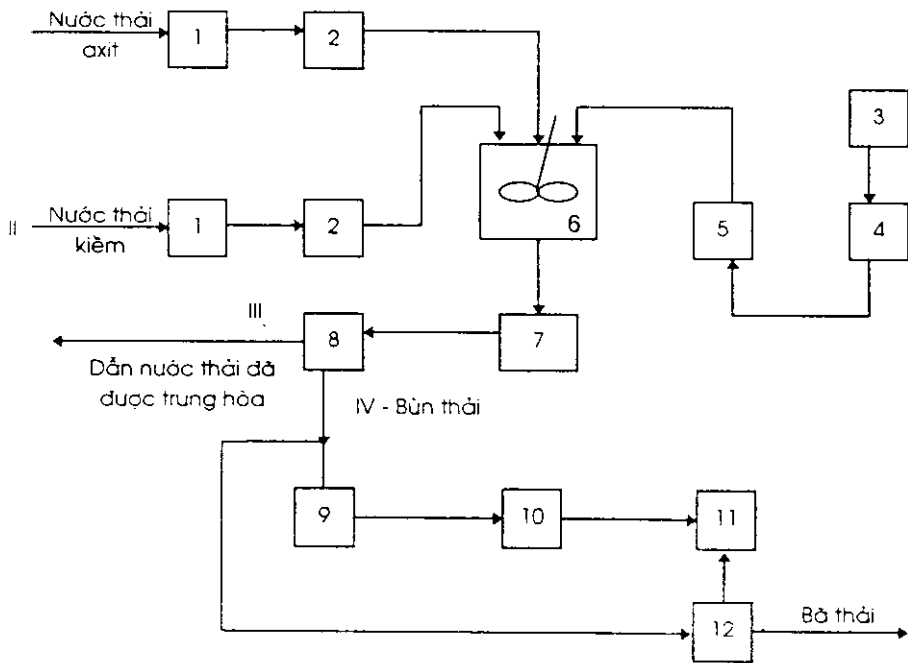 Nước thải
axit
1
2
3
II
Nước thải
kiềm
1
2
6
5
4
III
8
7
Dẫn nước thải đã
được trung hòa
IV - Bùn thải
9
10
11
12
Bã thải